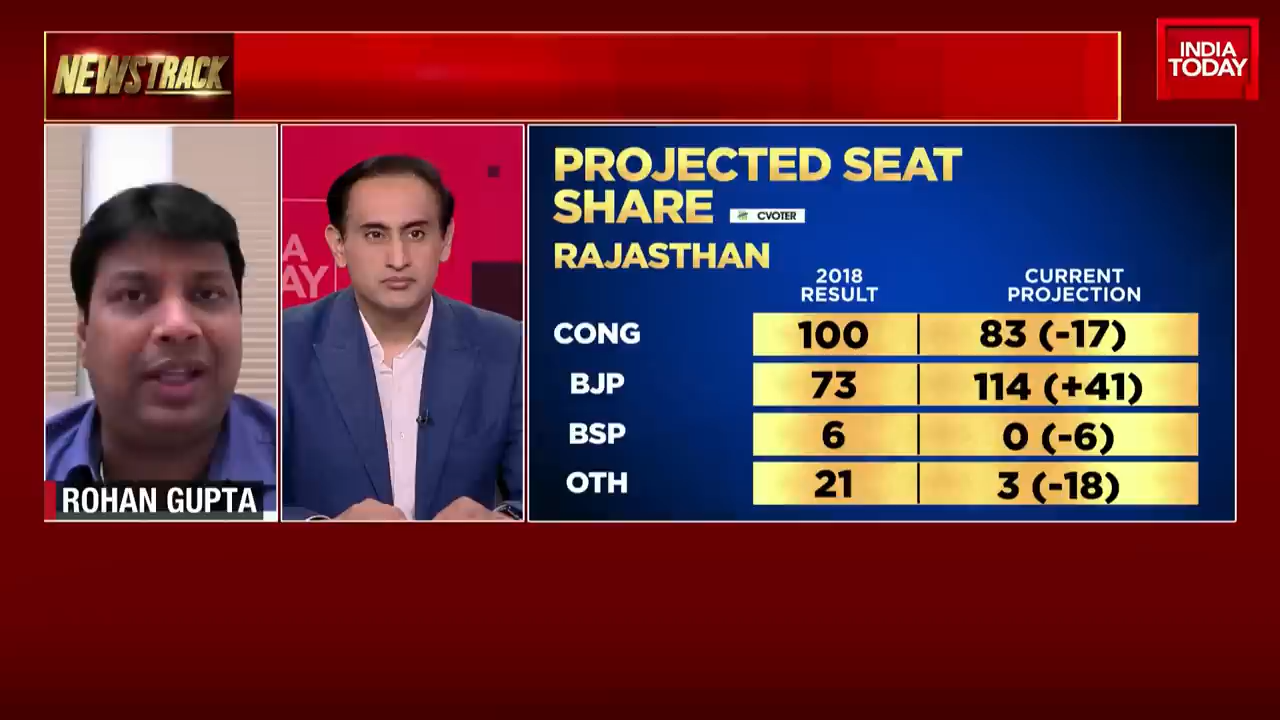 NEWSTRACK
INDIA
TODAY
PROJECTED SEAT
SHARE CVOTER
RAJASTHAN
2018
RESULT
CURRENT
PROJECTION
CONG 100 83 (-17)
BJP 73 114 (+41)
BSP 6 0 (-6)
OTH 21 3 (-18)
ROHAN GUPTA